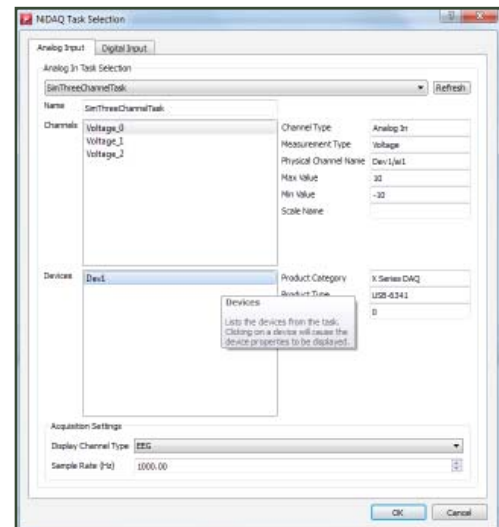 NIDAQ Task Selection
Analog Input Digital Input
Analog In Task Selection
SimThreeChannelTask Refresh
Name SimThreeChannelTask
Channels Voltage_0 Channel Type Analog In
Voltage_1 Measurement Type Voltage
Voltage_2 Physical Channel Name Dev1/ai1
Max Value 10
Min Value -10
Scale Name
Devices Dev1 Product Category X Series DAQ
Product Type USB-6341
Devices 0
Lists the devices from the task.
Clicking on a device will cause the
device properties to be displayed.
Acquisition Settings
Display Channel Type EEG
Sample Rate (Hz) 1000.00
OK Cancel